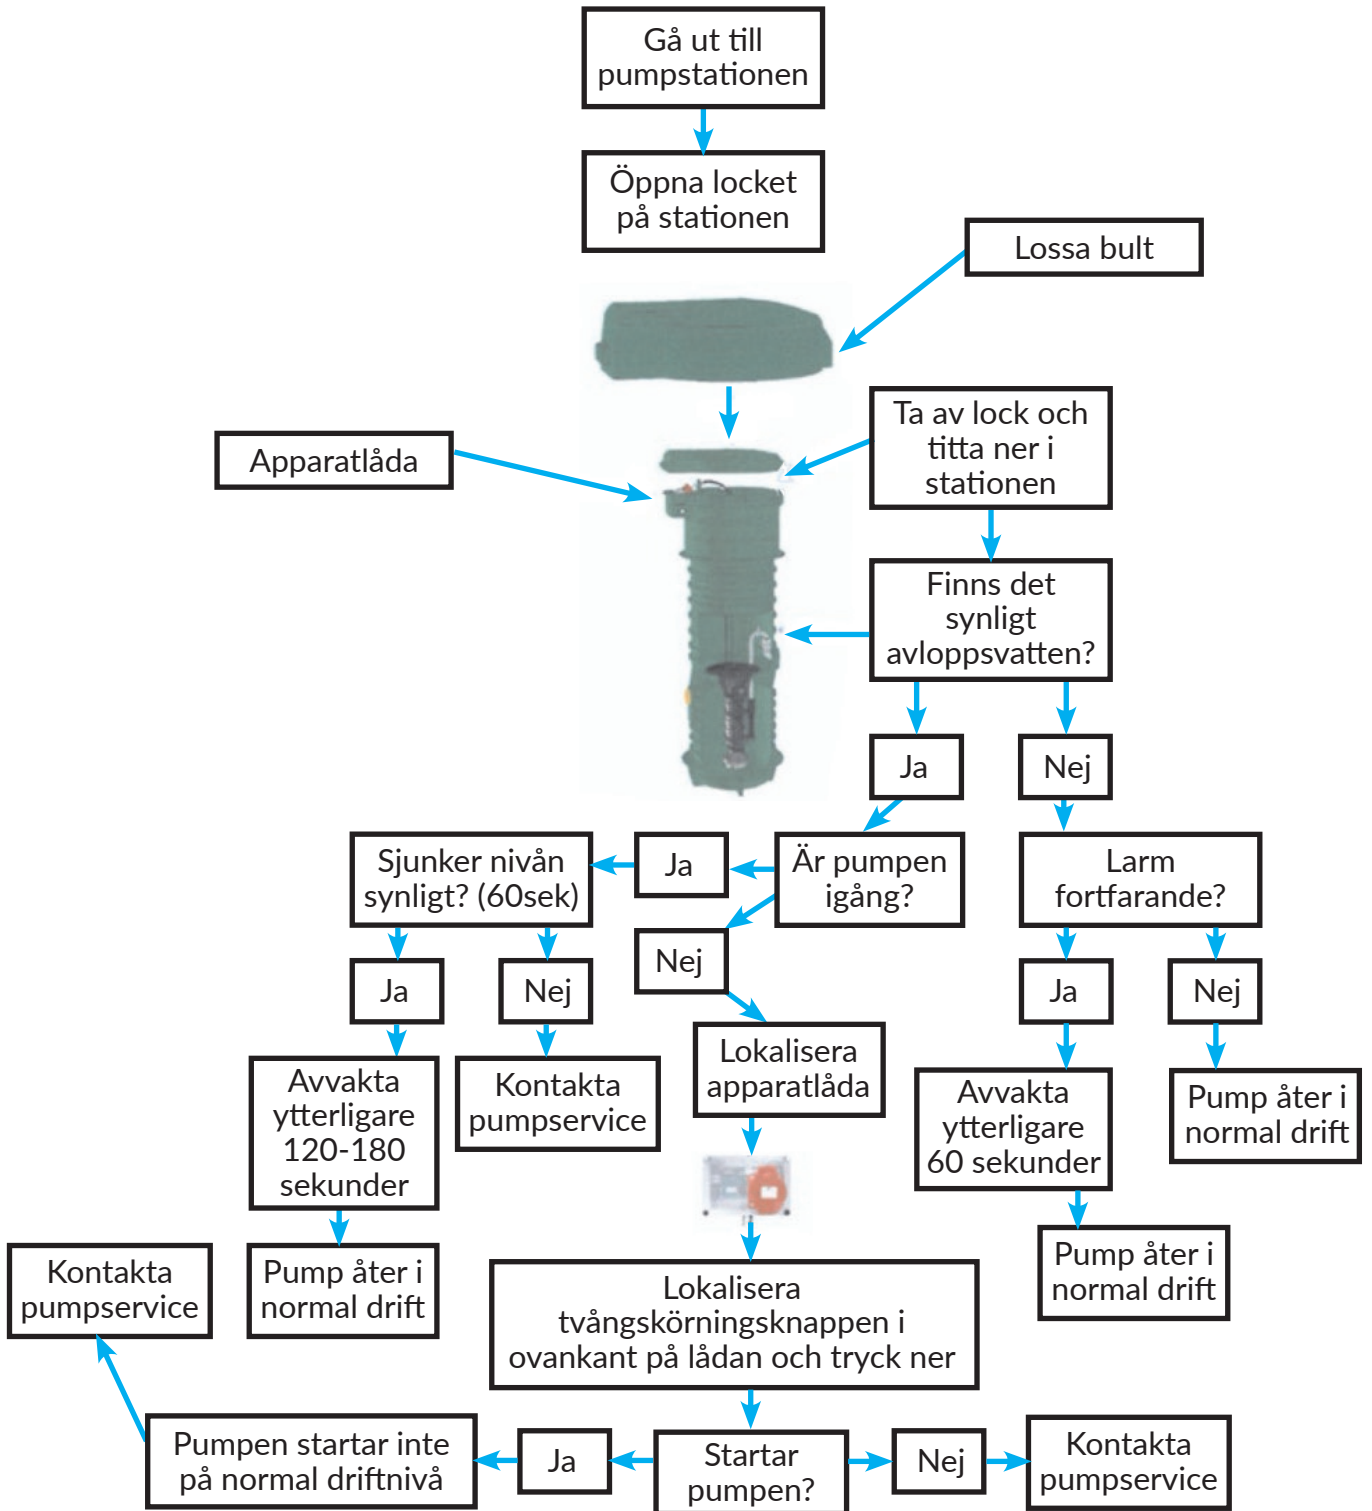 Gå ut till
pumpstationen
Öppna locket
på stationen
Lossa bult
Ta av lock och
titta ner i
stationen
Apparatlåda
Finns det
synligt
avloppsvatten?
Ja
Nej
Sjunker nivån
synligt? (60sek)
Ja
Är pumpen
igång?
Larm
fortfarande?
Nej
Ja
Nej
Ja
Nej
Lokalisera
apparatlåda
Avvakta
ytterligare
120-180
sekunder
Kontakta
pumpservice
Avvakta
ytterligare
60 sekunder
Pump åter i
normal drift
Kontakta
pumpservice
Pump åter i
normal drift
Lokalisera
tvångskörningsknappen i
ovankant på lådan och tryck ner
Pump åter i
normal drift
Pumpen startar inte
på normal driftnivå
Ja
Startar
pumpen?
Nej
Kontakta
pumpservice